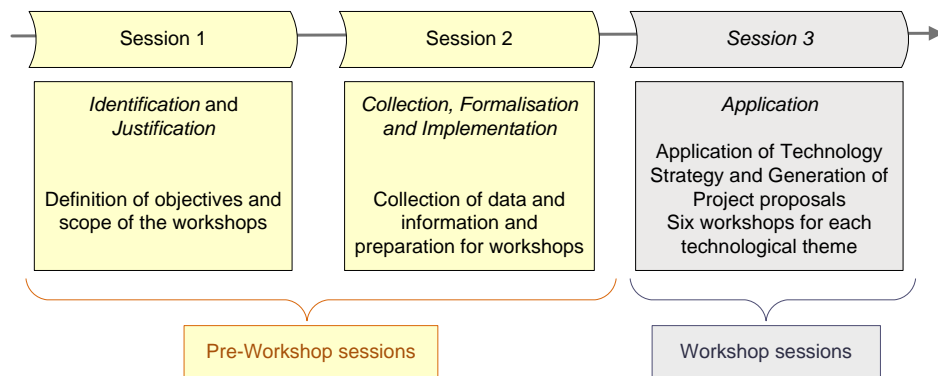 Session 1
Session 2
Session 3
Identification and
Justification
Definition of objectives and
scope of the workshops
Collection, Formalisation
and Implementation
Collection of data and
information and
preparation for workshops
Application
Application of Technology
Strategy and Generation of
Project proposals
Six workshops for each
technological theme
Pre-Workshop sessions
Workshop sessions